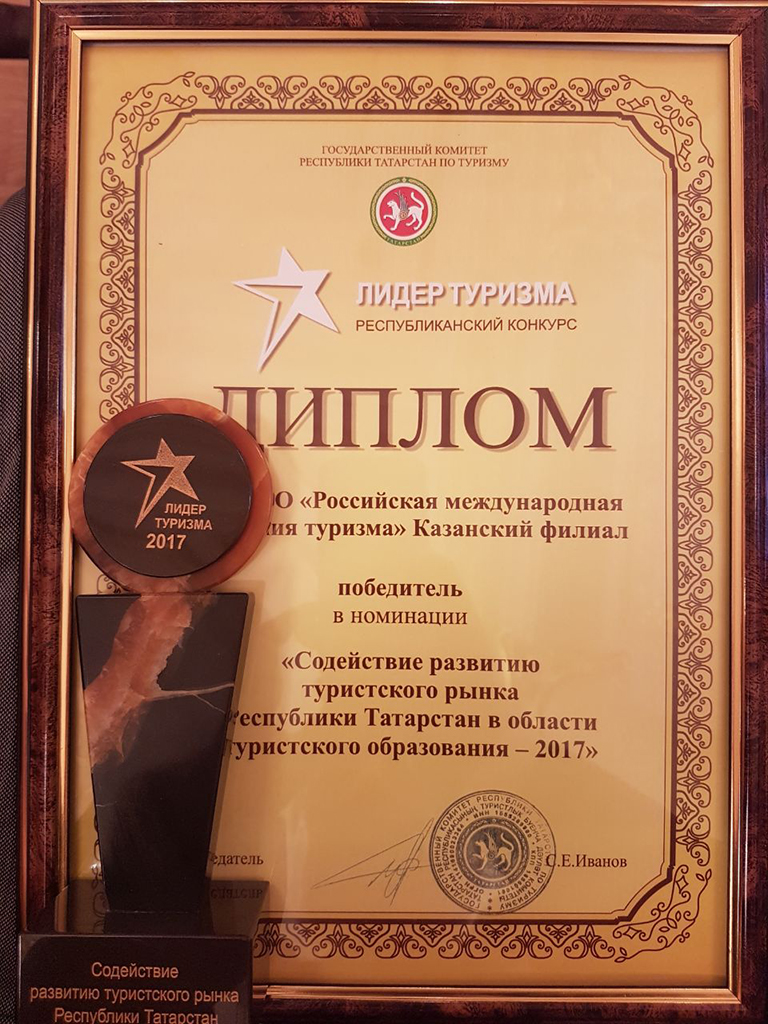 ГОСУДАРСТВЕННЫЙ КОМИТЕТ
РЕСПУБЛИКИ ТАТАРСТАН ПО ТУРИЗМУ
ТАТАРСТАН
ЛИДЕР ТУРИЗМА
РЕСПУБЛИКАНСКИЙ КОНКУРС
ДИПЛОМ
«Российская международная
туризма» Казанский филиал
победитель
в номинации
«Содействие развитию
туристского рынка
Республики Татарстан в области
туристского образования – 2017»
С.Е.Иванов
ЛИДЕР
ТУРИЗМА
2017
Содействие
развитию туристского рынка
Республики Татарстан